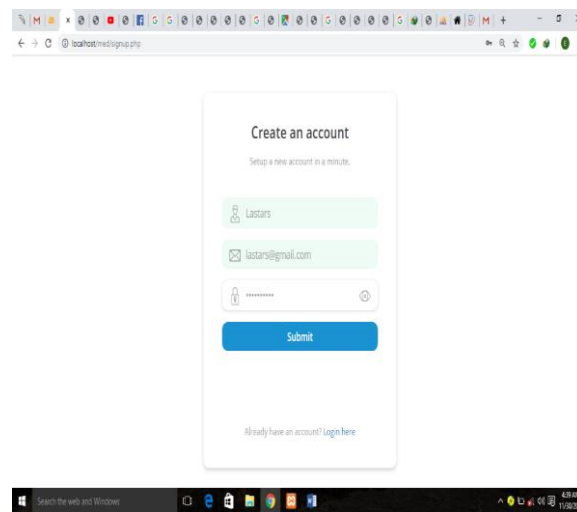 localhost/med/signup.php
Create an account
Setup a new account in a minute.
Lastars
lastars@gmail.com
Submit
Already have an account? Login here
Search the web and Windows